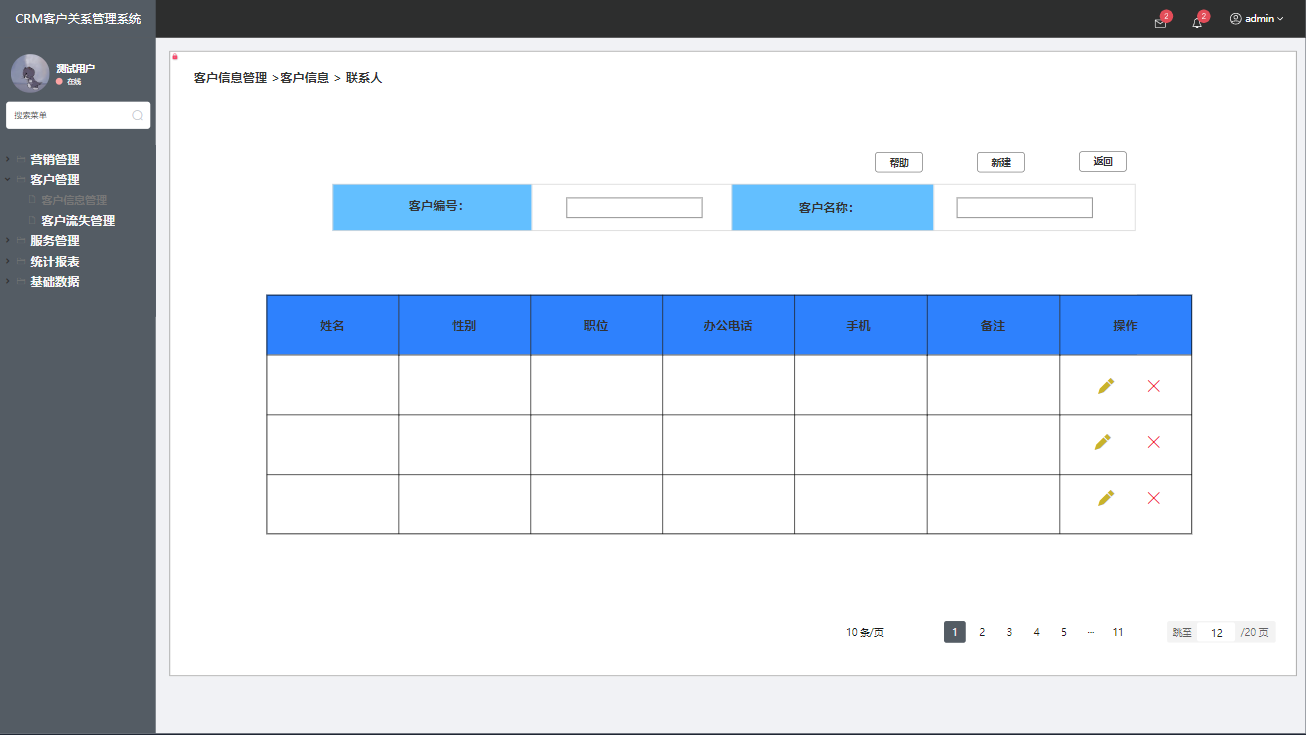 CRM客户关系管理系统
2
2
admin
测试用户
在线
搜索菜单
营销管理
客户管理
客户信息管理
客户流失管理
服务管理
统计报表
基础数据
客户信息管理 >客户信息 > 联系人
帮助 新建 返回
客户编号： 客户名称：
姓名 性别 职位 办公电话 手机 备注 操作
10 条/页 1 2 3 4 5 ··· 11 跳至 12 /20 页